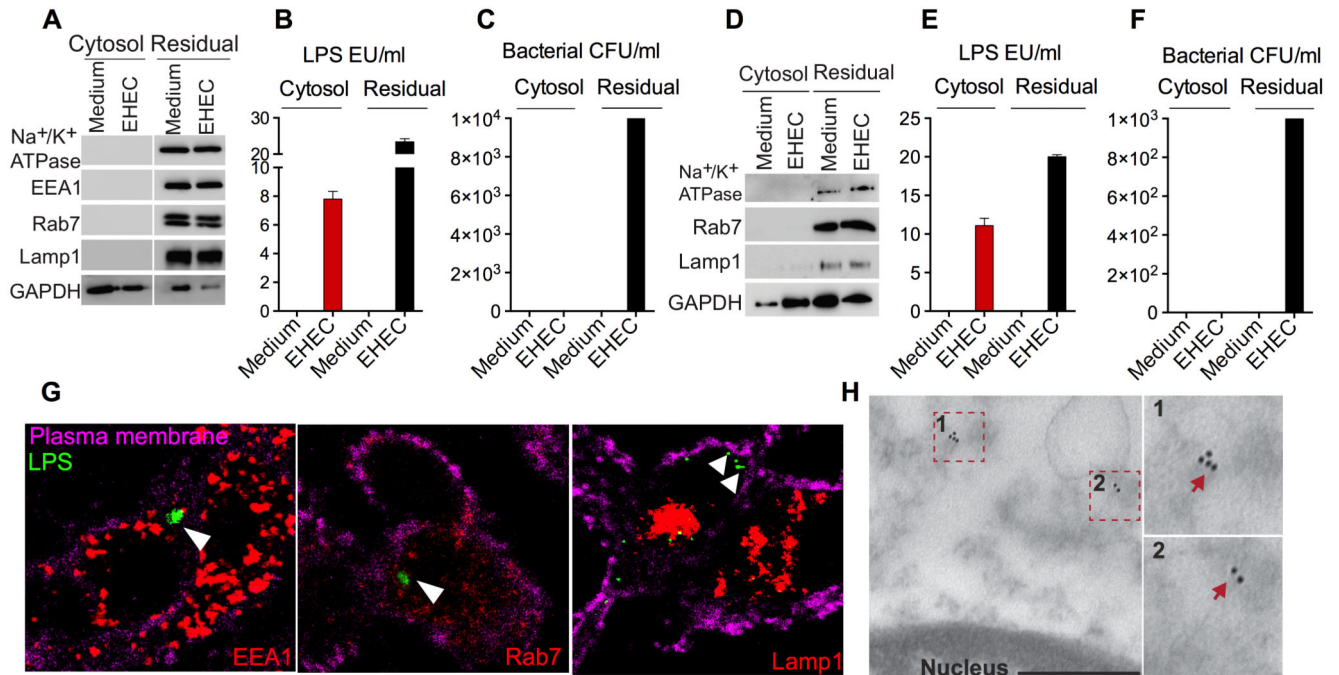 A
Cytosol Residual
Medium
EHEC
Medium
EHEC
Na+/K+
ATPase
EEA1
Rab7
Lamp1
GAPDH
B
LPS EU/ml
Cytosol Residual
30
20
8
6
4
2
0
Medium
EHEC
Medium
EHEC
C
Bacterial CFU/ml
Cytosol Residual
1×10⁴
8×10³
6×10³
4×10³
2×10³
0
Medium
EHEC
Medium
EHEC
D
Cytosol Residual
Medium
EHEC
Medium
EHEC
Na+/K+
ATPase
Rab7
Lamp1
GAPDH
E
LPS EU/ml
Cytosol Residual
25
20
15
10
5
0
Medium
EHEC
Medium
EHEC
F
Bacterial CFU/ml
Cytosol Residual
1×10³
8×10²
6×10²
4×10²
2×10²
0
Medium
EHEC
Medium
EHEC
G
Plasma membrane
LPS
EEA1
Rab7
Lamp1
H
1
2
Nucleus
1
2